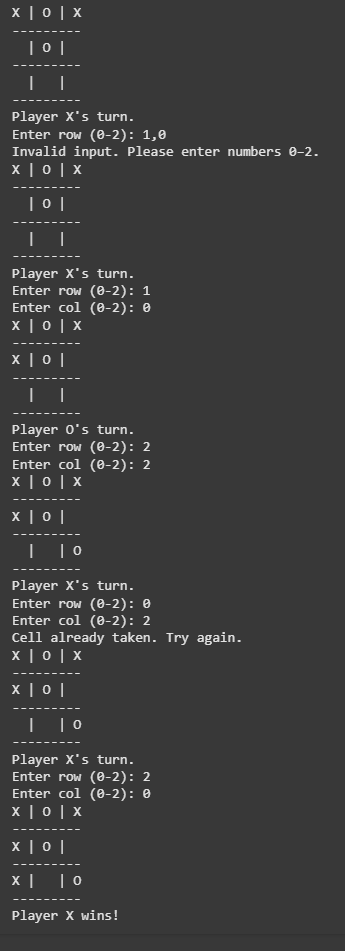 X | O | X
---------
  | O |
---------
  |   |
---------
Player X's turn.
Enter row (0-2): 1,0
Invalid input. Please enter numbers 0–2.
X | O | X
---------
  | O |
---------
  |   |
---------
Player X's turn.
Enter row (0-2): 1
Enter col (0-2): 0
X | O | X
---------
X | O |
---------
  |   |
---------
Player O's turn.
Enter row (0-2): 2
Enter col (0-2): 2
X | O | X
---------
X | O |
---------
  |   | O
---------
Player X's turn.
Enter row (0-2): 0
Enter col (0-2): 2
Cell already taken. Try again.
X | O | X
---------
X | O |
---------
  |   | O
---------
Player X's turn.
Enter row (0-2): 2
Enter col (0-2): 0
X | O | X
---------
X | O |
---------
X |   | O
---------
Player X wins!